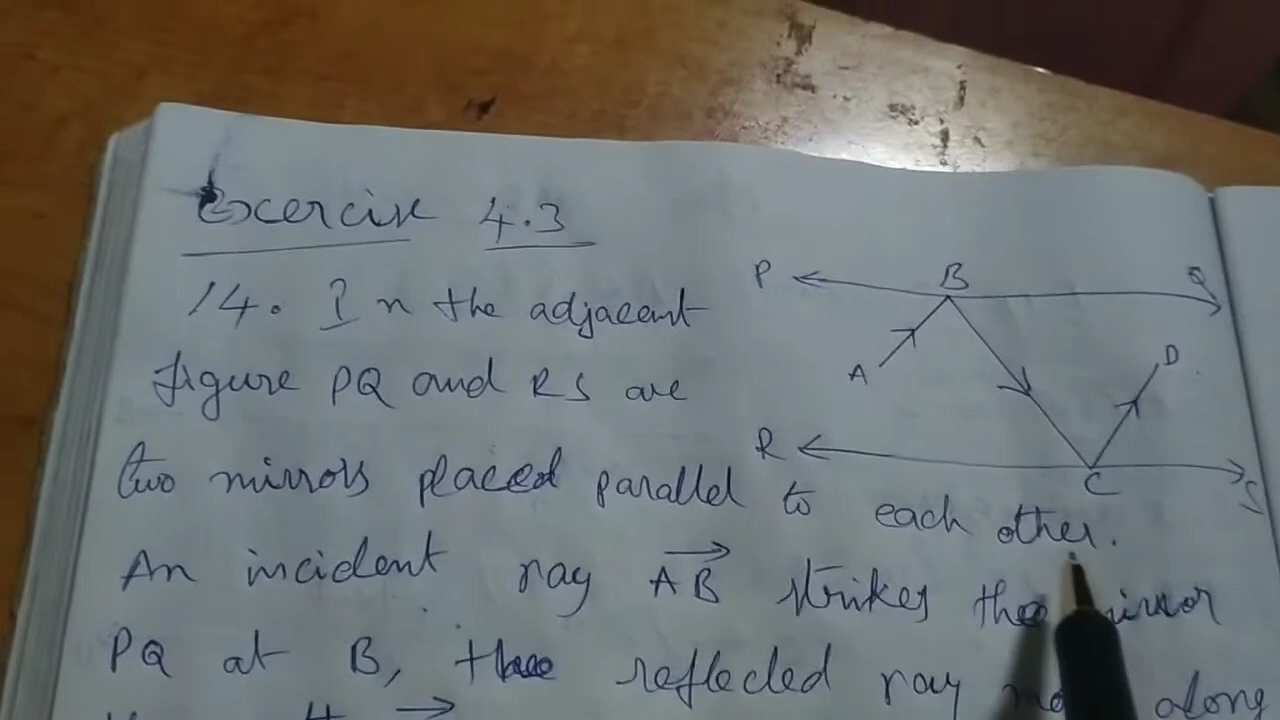 Exercise 4.3
14. In the adjacent
figure PQ and RS are
two mirrors placed parallel to each other.
An incident ray AB strikes the
PQ at B, the reflected ray along
P
B
Q
A
D
R
C
S